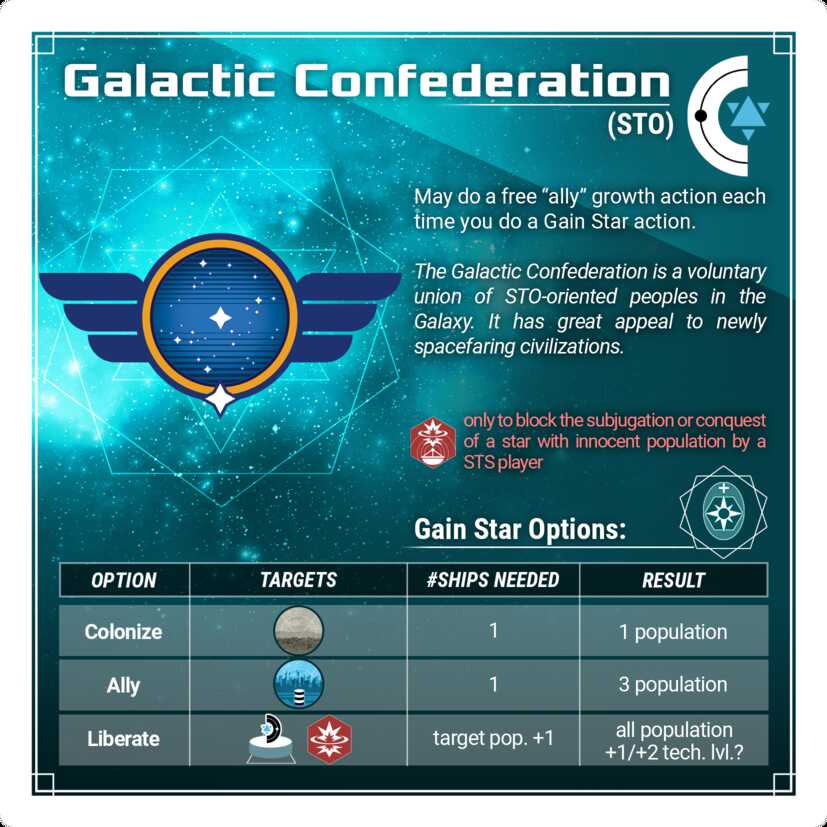 Galactic Confederation
(STO)
May do a free “ally” growth action each
time you do a Gain Star action.
The Galactic Confederation is a voluntary
union of STO-oriented peoples in the
Galaxy. It has great appeal to newly
spacefaring civilizations.
only to block the subjugation or conquest
of a star with innocent population by a
STS player
Gain Star Options:
+
OPTION TARGETS #SHIPS NEEDED RESULT
Colonize 1 1 population
Ally 1 3 population
Liberate target pop. +1 all population
+1/+2 tech. lvl.?